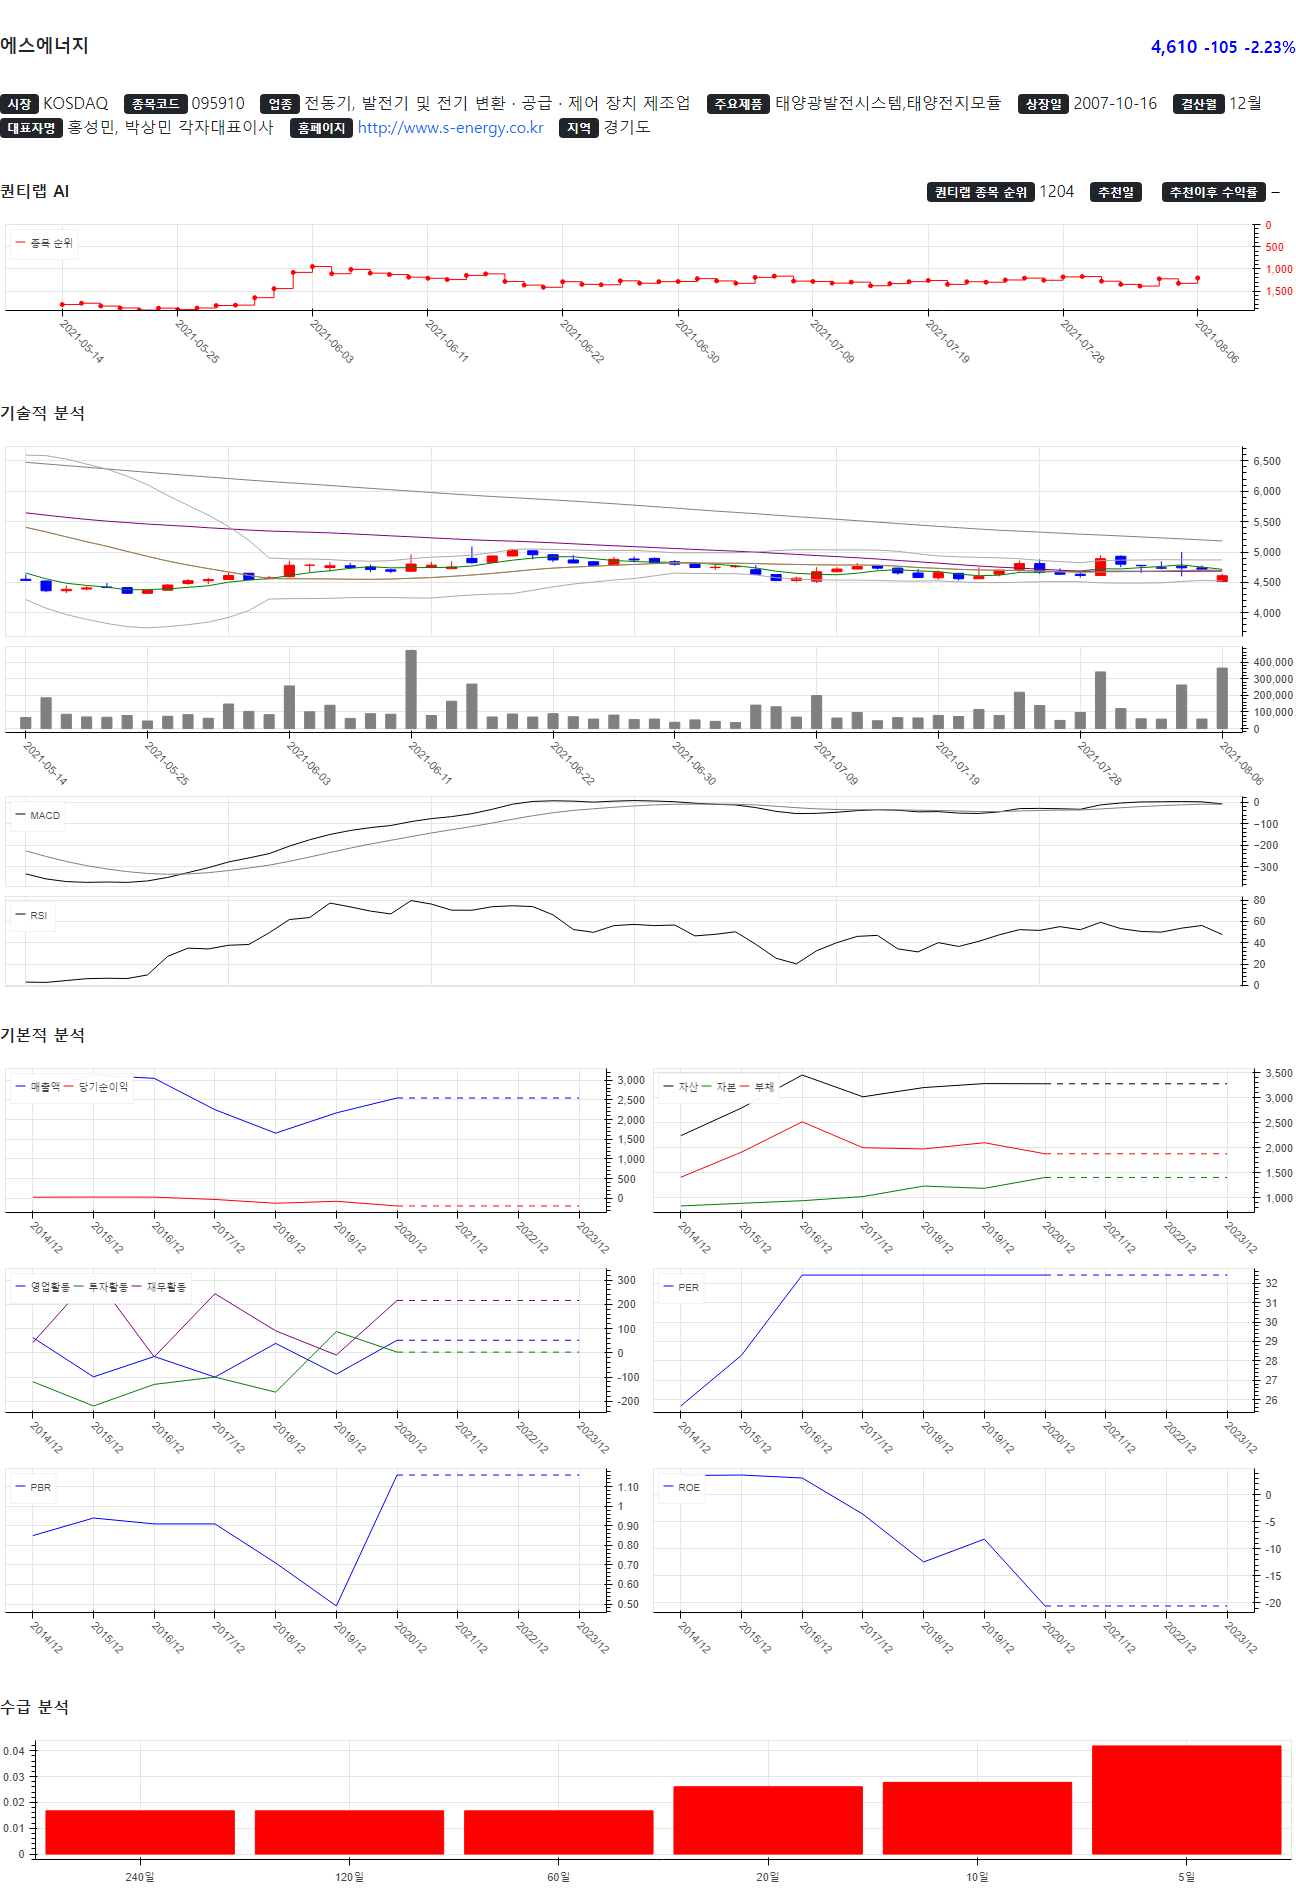 에스에너지
4,610 -105 -2.23%
시장 KOSDAQ 종목코드 095910 업종 전동기, 발전기 및 전기 변환 · 공급 · 제어 장치 제조업 주요제품 태양광발전시스템,태양전지모듈 상장일 2007-10-16 결산월 12월
대표자명 홍성민, 박상민 각자대표이사 홈페이지 http://www.s-energy.co.kr 지역 경기도
퀀티랩 AI
퀀티랩 종목 순위 1204 추천일 추천이후 수익률 –
종목 순위
0
500
1,000
1,500
2021-05-14 2021-05-25 2021-06-03 2021-06-11 2021-06-22 2021-06-30 2021-07-09 2021-07-19 2021-07-28 2021-08-06
기술적 분석
6,500
6,000
5,500
5,000
4,500
4,000
400,000
300,000
200,000
100,000
0
2021-05-14 2021-05-25 2021-06-03 2021-06-11 2021-06-22 2021-06-30 2021-07-09 2021-07-19 2021-07-28 2021-08-06
MACD
0
−100
−200
−300
RSI
80
60
40
20
0
기본적 분석
매출액 당기순이익
3,000
2,500
2,000
1,500
1,000
500
0
2014/12 2015/12 2016/12 2017/12 2018/12 2019/12 2020/12 2021/12 2022/12 2023/12
자산 자본 부채
3,500
3,000
2,500
2,000
1,500
1,000
2014/12 2015/12 2016/12 2017/12 2018/12 2019/12 2020/12 2021/12 2022/12 2023/12
영업활동 투자활동 재무활동
300
200
100
0
-100
-200
2014/12 2015/12 2016/12 2017/12 2018/12 2019/12 2020/12 2021/12 2022/12 2023/12
PER
32
31
30
29
28
27
26
2014/12 2015/12 2016/12 2017/12 2018/12 2019/12 2020/12 2021/12 2022/12 2023/12
PBR
1.10
1
0.90
0.80
0.70
0.60
0.50
2014/12 2015/12 2016/12 2017/12 2018/12 2019/12 2020/12 2021/12 2022/12 2023/12
ROE
0
-5
-10
-15
-20
2014/12 2015/12 2016/12 2017/12 2018/12 2019/12 2020/12 2021/12 2022/12 2023/12
수급 분석
0.04
0.03
0.02
0.01
0
240일 120일 60일 20일 10일 5일